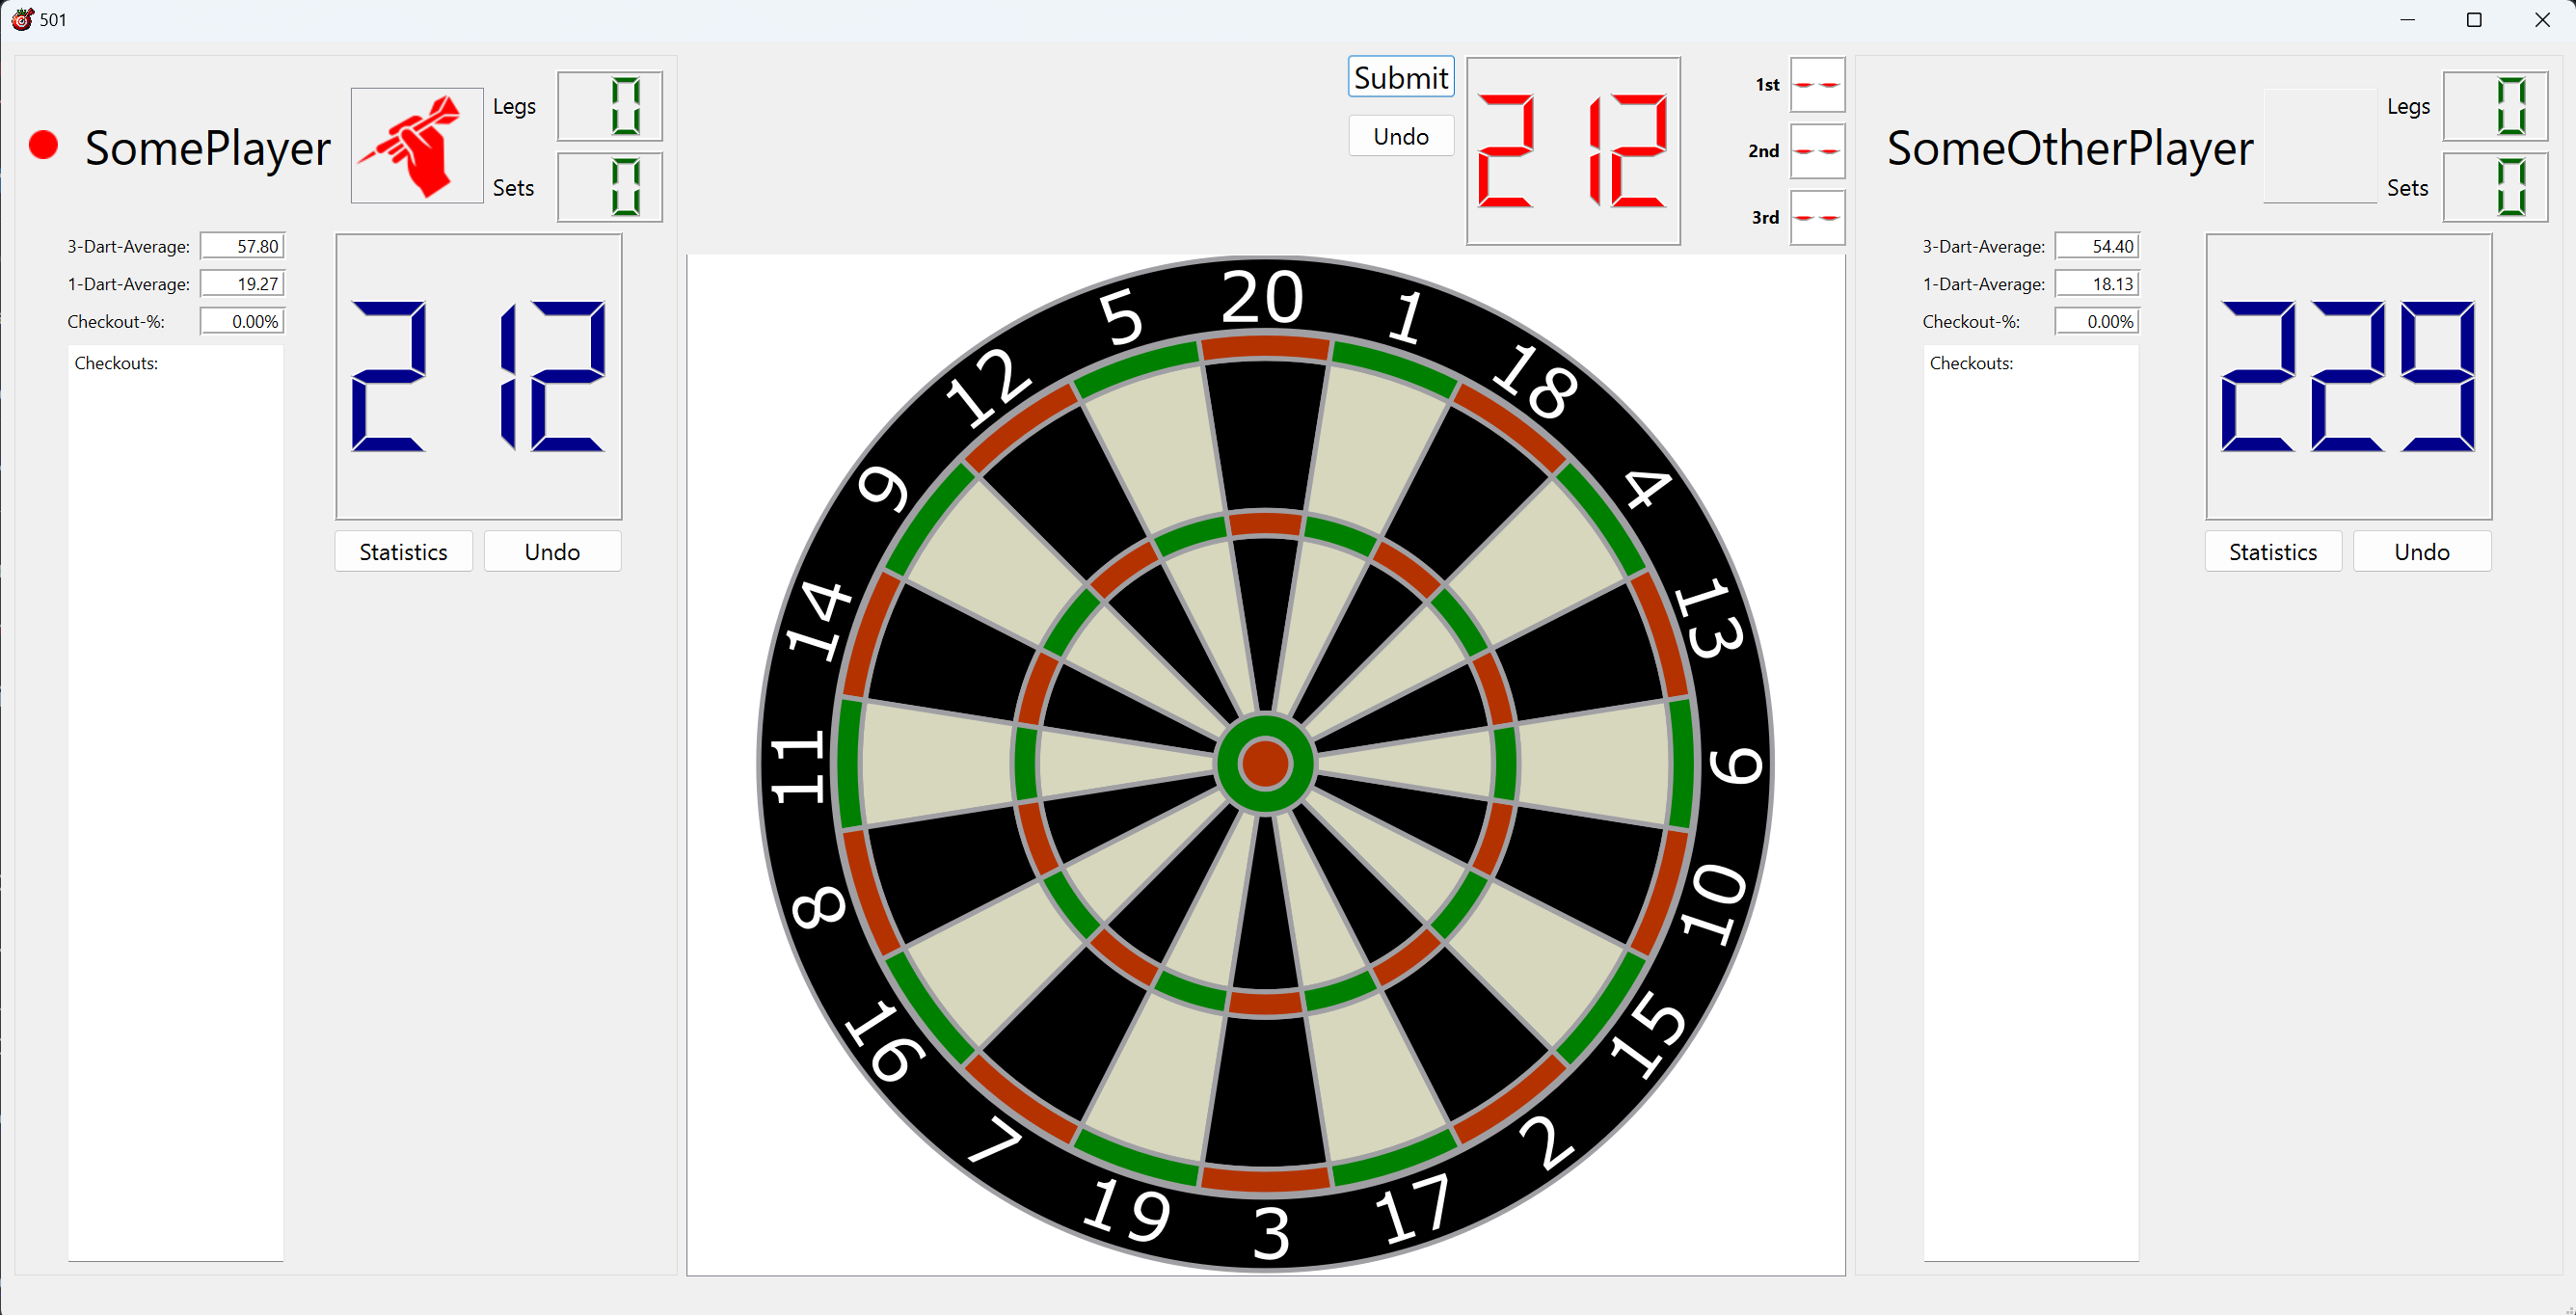 501
SomePlayer
Legs 0
Sets 0
3-Dart-Average: 57.80
1-Dart-Average: 19.27
Checkout-%: 0.00%
Checkouts:
212
Statistics Undo
Submit
Undo
212
1st --
2nd --
3rd --
20
1
18
4
13
6
10
15
2
17
3
19
7
16
8
11
14
9
12
5
SomeOtherPlayer
Legs 0
Sets 0
3-Dart-Average: 54.40
1-Dart-Average: 18.13
Checkout-%: 0.00%
Checkouts:
229
Statistics Undo